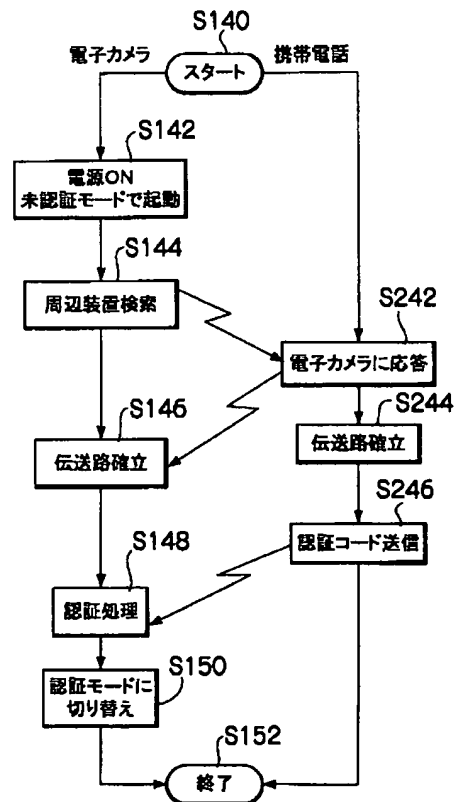 S140
電子カメラ
スタート
携帯電話
S142
電源ON
未認証モードで起動
S144
周辺装置検索
S242
電子カメラに応答
S146
伝送路確立
S244
伝送路確立
S246
認証コード送信
S148
認証処理
S150
認証モードに
切り替え
S152
終了